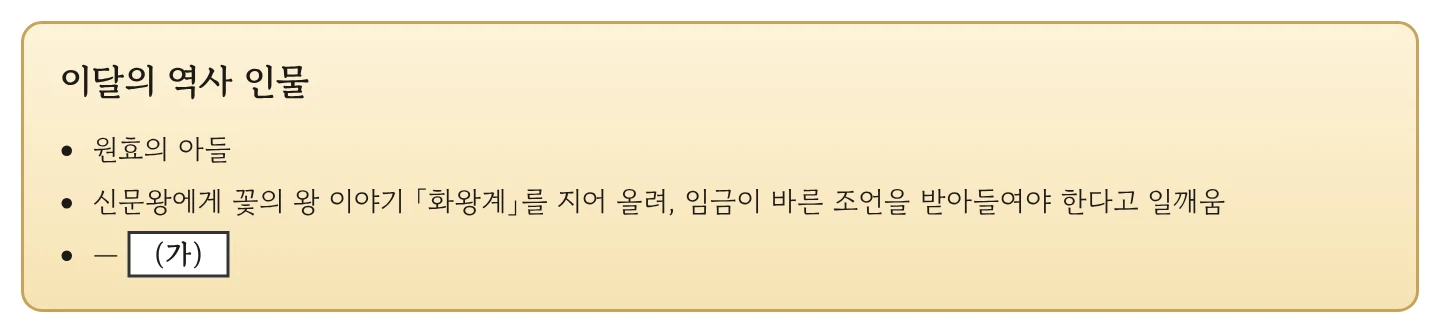 이달의 역사 인물
• 원효의 아들
• 신문왕에게 꽃의 왕 이야기 「화왕계」를 지어 올려, 임금이 바른 조언을 받아들여야 한다고 일깨움
• — (가)